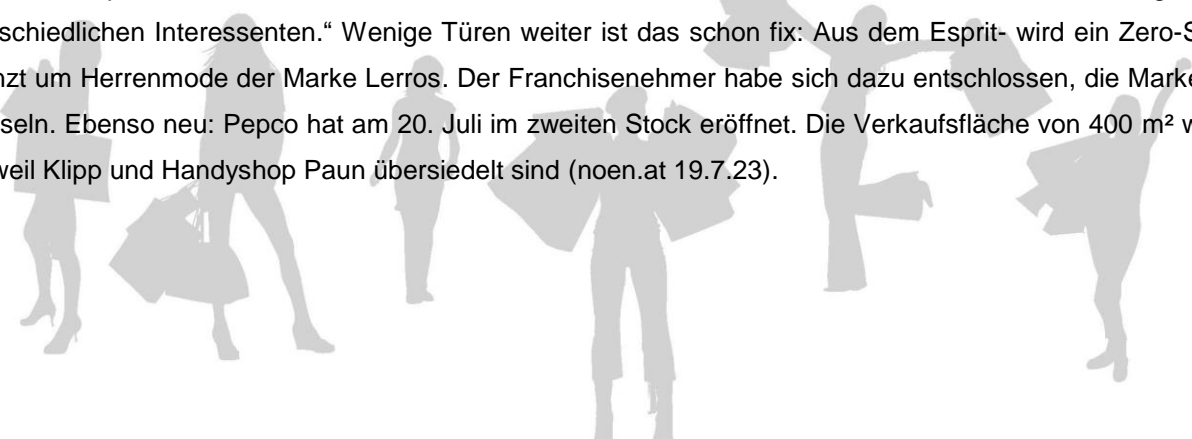 schiedlichen Interessenten.“ Wenige Türen weiter ist das schon fix: Aus dem Esprit- wird ein Zero-S
nzt um Herrenmode der Marke Lerros. Der Franchisenehmer habe sich dazu entschlossen, die Marke
seln. Ebenso neu: Pepco hat am 20. Juli im zweiten Stock eröffnet. Die Verkaufsfläche von 400 m² w
weil Klipp und Handyshop Paun übersiedelt sind (noen.at 19.7.23).